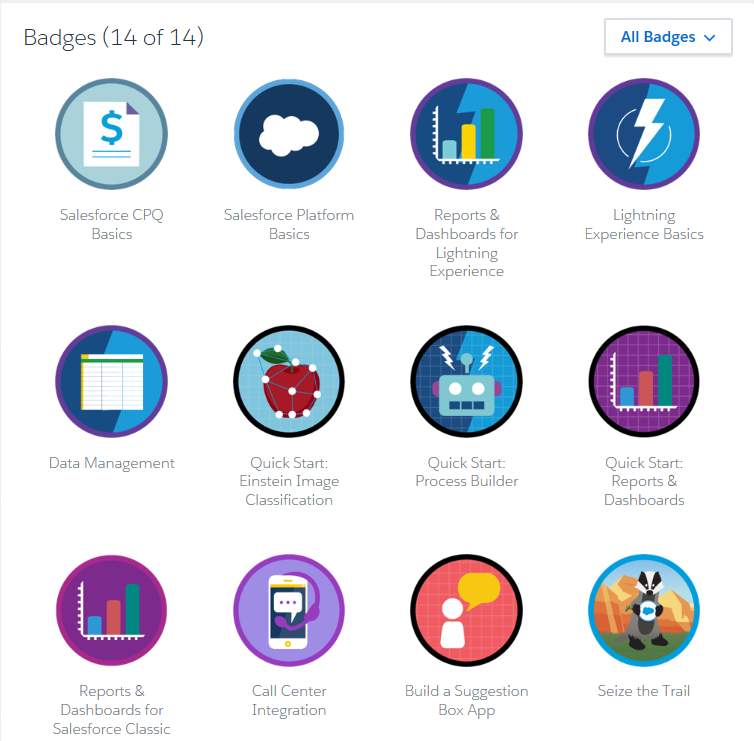 Badges (14 of 14)
All Badges
$
Salesforce CPQ
Basics
Salesforce Platform
Basics
Reports &
Dashboards for
Lightning
Experience
Lightning
Experience Basics
Data Management
Quick Start:
Einstein Image
Classification
Quick Start:
Process Builder
Quick Start:
Reports &
Dashboards
Reports &
Dashboards for
Salesforce Classic
Call Center
Integration
Build a Suggestion
Box App
Seize the Trail